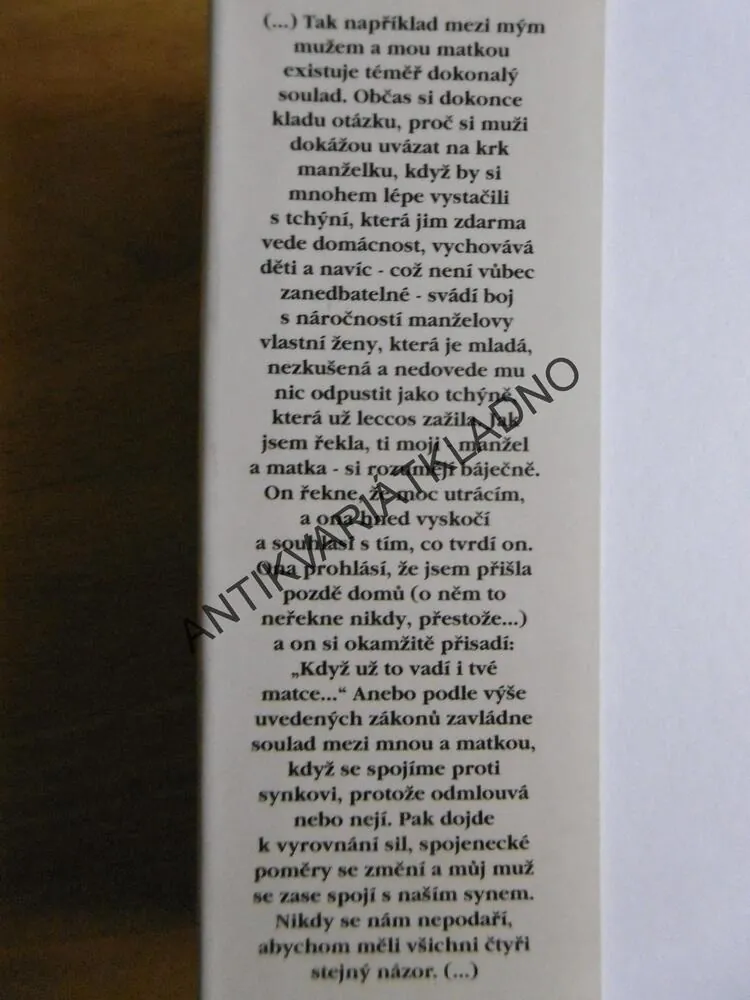 (...) Tak například mezi mým
mužem a mou matkou
existuje téměř dokonalý
soulad. Občas si dokonce
kladu otázku, proč si muži
dokážou uvázat na krk
manželku, když by si
mnohem lépe vystačili
s tchýní, která jim zdarma
vede domácnost, vychovává
děti a navíc - což není vůbec
zanedbatelné - svádí boj
s náročností manželovy
vlastní ženy, která je mladá,
nezkušená a nedovede mu
nic odpustit jako tchýně,
která už leccos zažila. Jak
jsem řekla, ti moji - manžel
a matka - si rozumějí báječně.
On řekne, že moc utrácím,
a ona hned vyskočí
a souhlasí s tím, co tvrdí on.
Ona prohlásí, že jsem přišla
pozdě domů (o něm to
neřekne nikdy, přestože...)
a on si okamžitě přisadí:
„Když už to vadí i tvé
matce...“ Anebo podle výše
uvedených zákonů zavládne
soulad mezi mnou a matkou,
když se spojíme proti
synkovi, protože odmlouvá
nebo nejí. Pak dojde
k vyrovnání sil, spojenecké
poměry se změní a můj muž
se zase spojí s naším synem.
Nikdy se nám nepodaří,
abychom měli všichni čtyři
stejný názor. (...)
ANTIKVARIÁTKLADNO